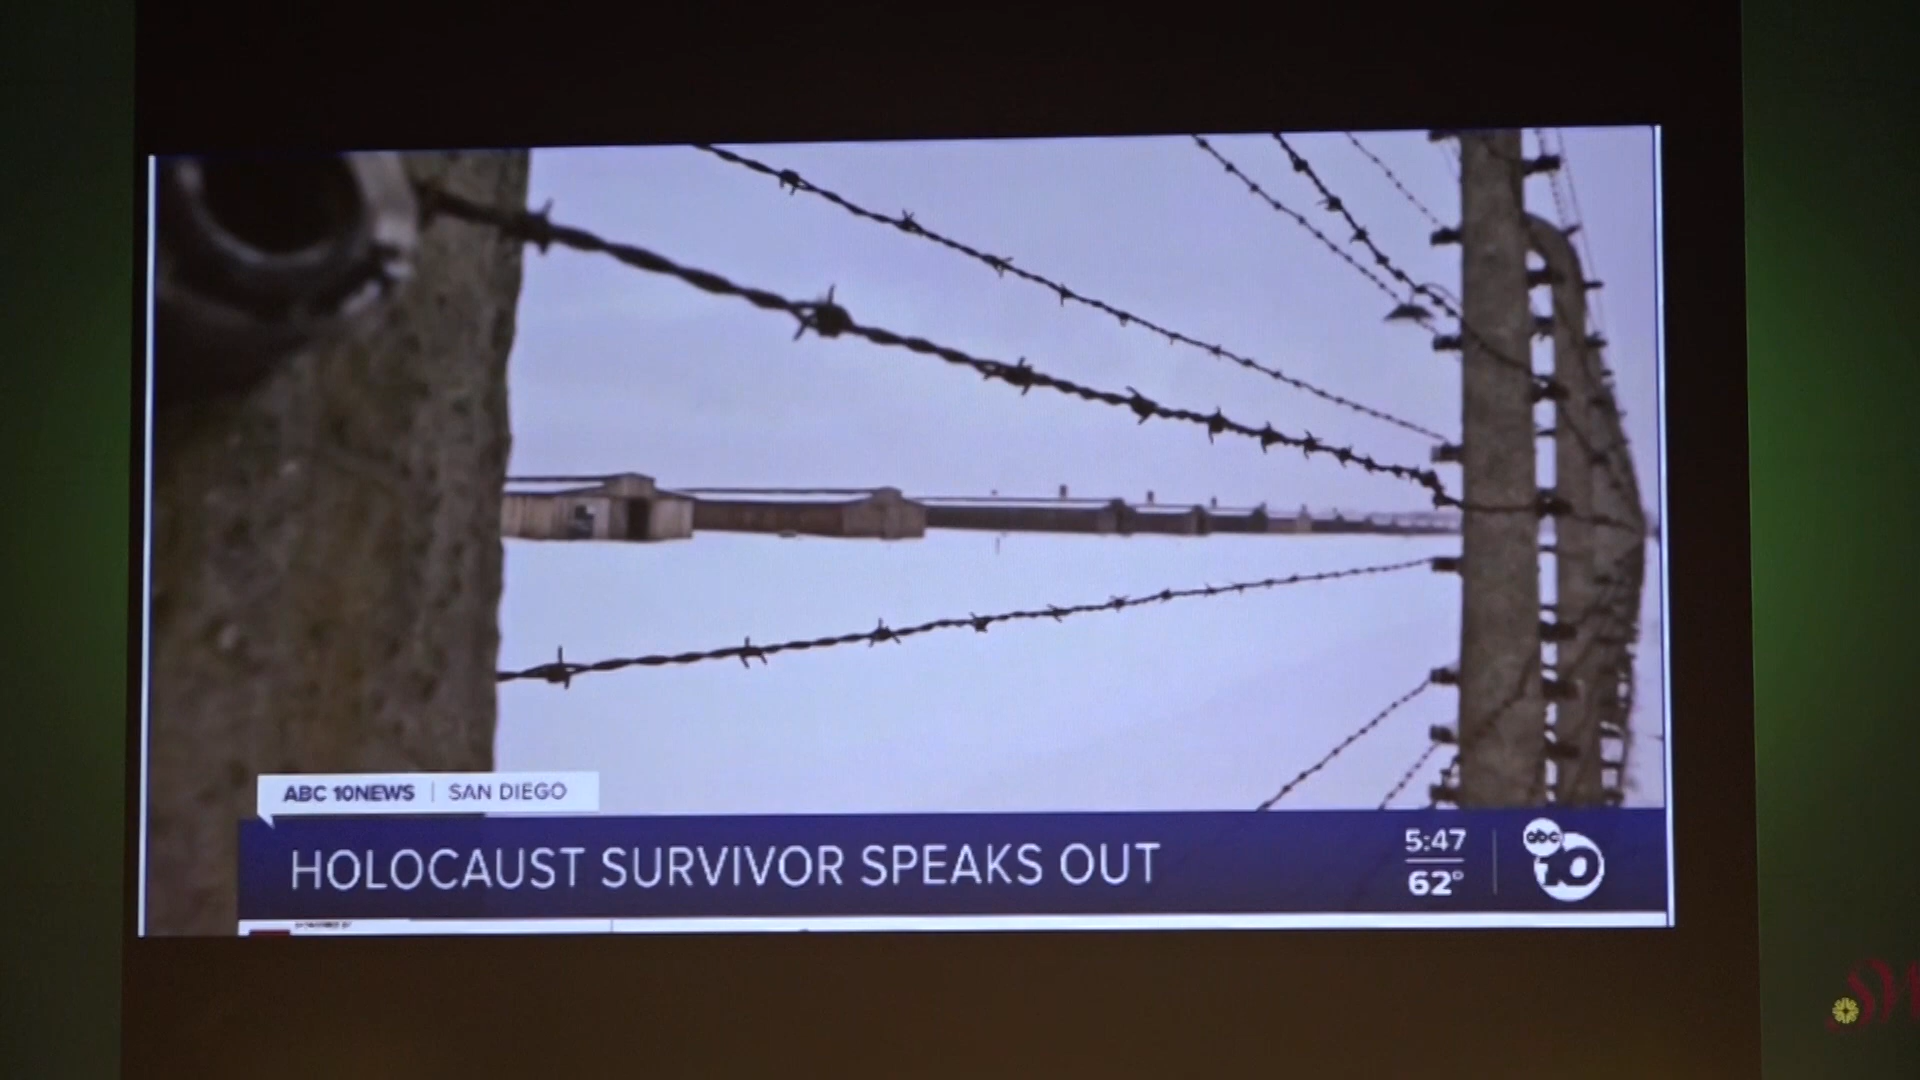 ABC 10NEWS | SAN DIEGO
HOLOCAUST SURVIVOR SPEAKS OUT
5:47
62°
abc
10